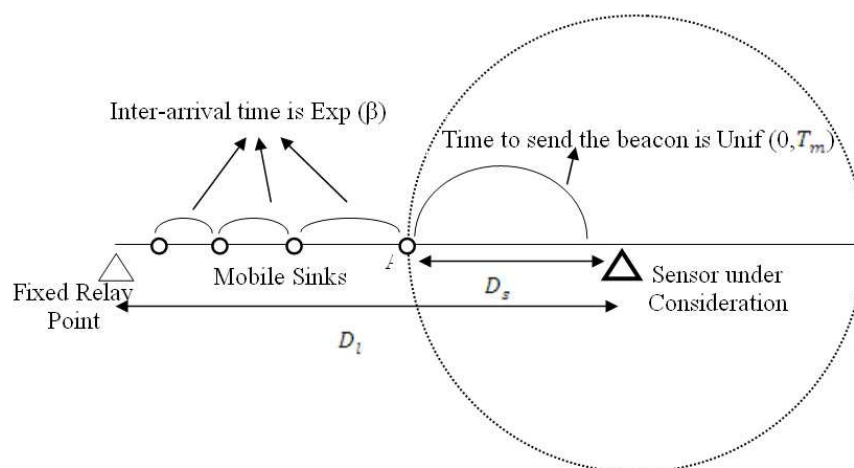 Inter-arrival time is Exp (β)
Time to send the beacon is Unif (0,T_m)
Mobile Sinks
Fixed Relay
Point
D_s
Sensor under
Consideration
D_l